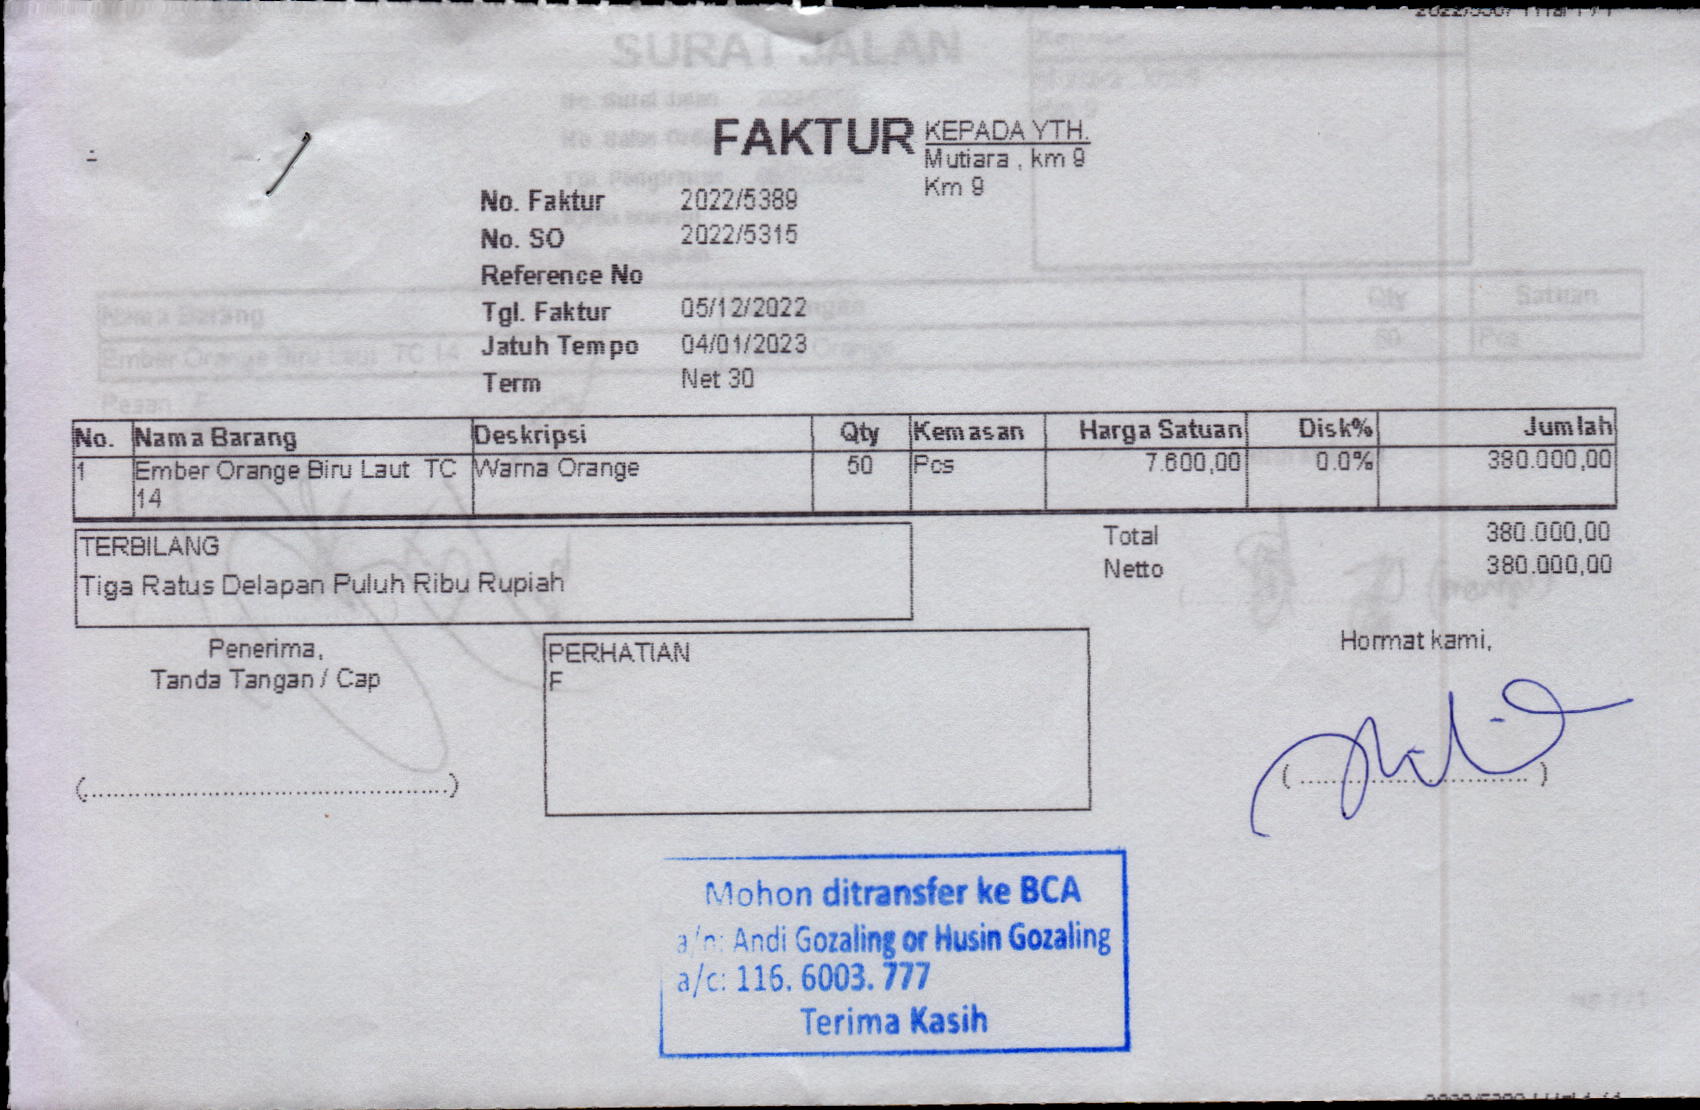 FAKTUR
KEPADA YTH.
Mutiara , km 9
Km 9
No. Faktur 2022/5389
No. SO 2022/5315
Reference No
Tgl. Faktur 05/12/2022
Jatuh Tempo 04/01/2023
Term Net 30
No. Nama Barang Deskripsi Qty Kemasan Harga Satuan Disk% Jumlah
1 Ember Orange Biru Laut TC Warna Orange 50 Pcs 7.600,00 0.0% 380.000,00
14
TERBILANG
Tiga Ratus Delapan Puluh Ribu Rupiah
Total 380.000,00
Netto 380.000,00
Penerima,
Tanda Tangan / Cap
PERHATIAN
F
Hormat kami,
Mohon ditransfer ke BCA
a/n: Andi Gozaling or Husin Gozaling
a/c: 116. 6003. 777
Terima Kasih